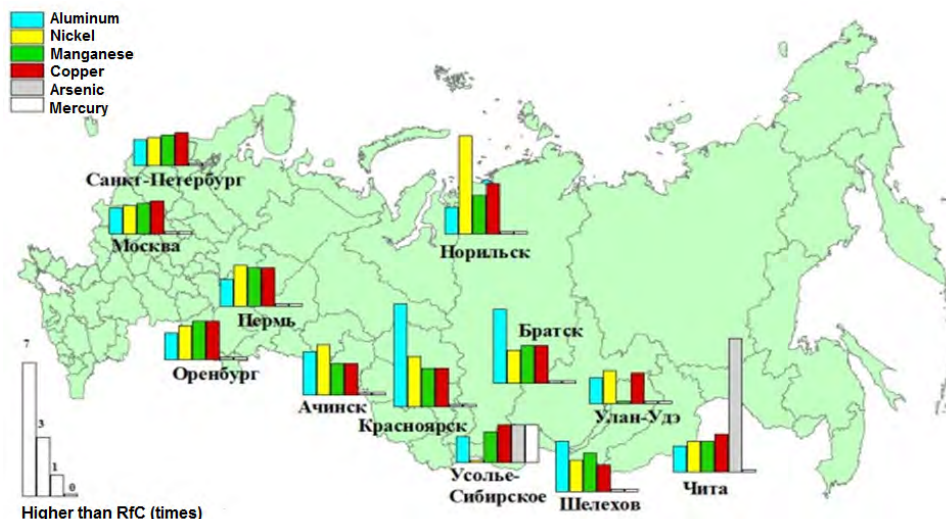 Aluminum
Nickel
Manganese
Copper
Arsenic
Mercury
Санкт-Петербург
Москва
Норильск
Пермь
Братск
Оренбург
Ачинск
Красноярск
Улан-Удэ
Усолье-
Сибирское
Шелехов
Чита
7
3
1
0
Higher than RfC (times)